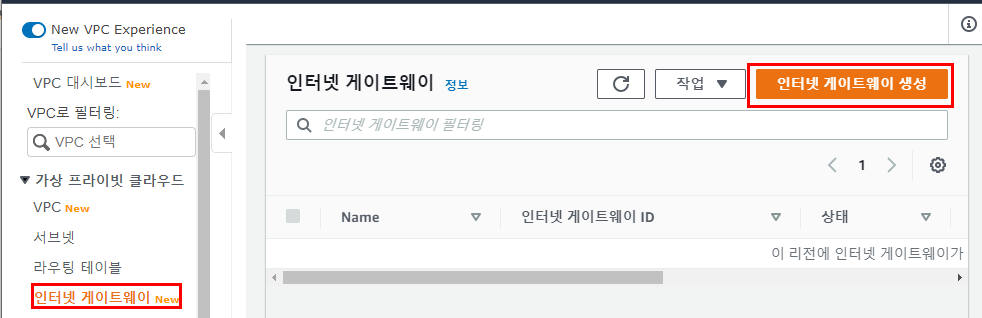 New VPC Experience
Tell us what you think
VPC 대시보드 New
VPC로 필터링:
VPC 선택
가상 프라이빗 클라우드
VPC New
서브넷
라우팅 테이블
인터넷 게이트웨이 New
인터넷 게이트웨이 정보
작업
인터넷 게이트웨이 생성
인터넷 게이트웨이 필터링
1
Name 인터넷 게이트웨이 ID 상태
이 리전에 인터넷 게이트웨이가